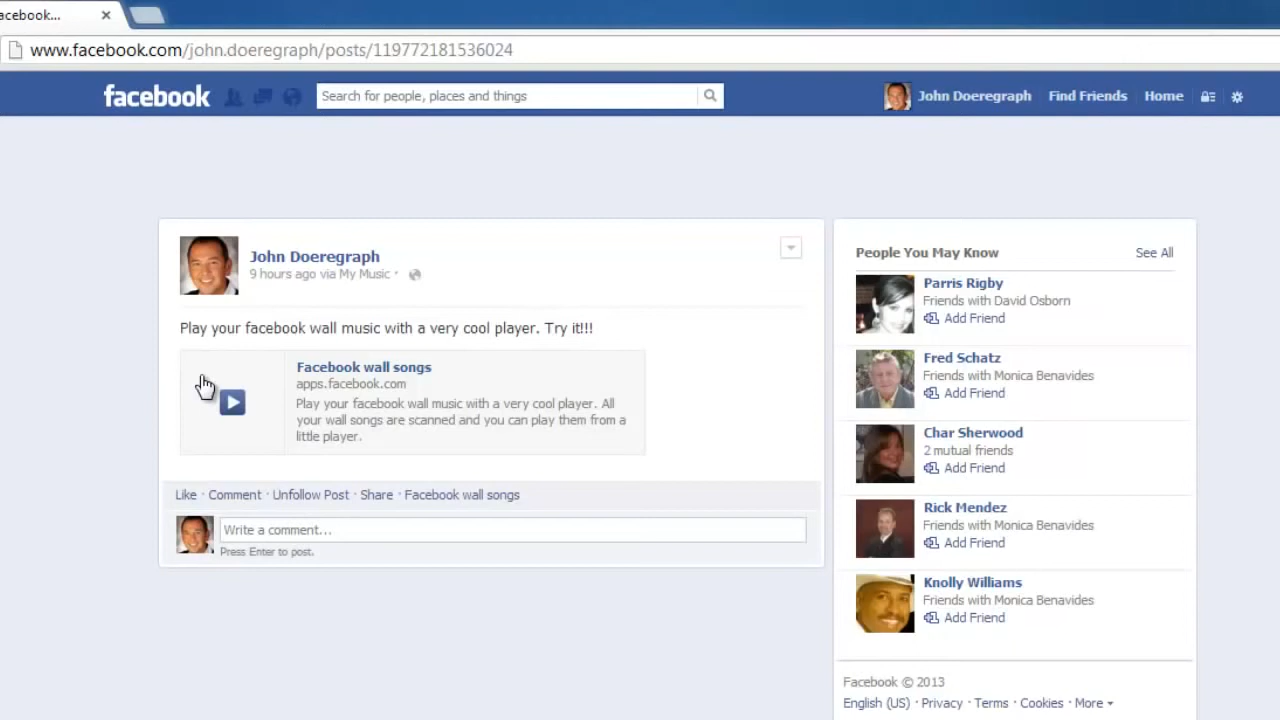 acebook...
www.facebook.com/john.doeregraph/posts/119772181536024
facebook
Search for people, places and things
John Doeregraph
Find Friends
Home
John Doeregraph
9 hours ago via My Music ·
Play your facebook wall music with a very cool player. Try it!!!
Facebook wall songs
apps.facebook.com
Play your facebook wall music with a very cool player. All
your wall songs are scanned and you can play them from a
little player.
Like · Comment · Unfollow Post · Share · Facebook wall songs
Write a comment...
Press Enter to post.
People You May Know
See All
Parris Rigby
Friends with David Osborn
Add Friend
Fred Schatz
Friends with Monica Benavides
Add Friend
Char Sherwood
2 mutual friends
Add Friend
Rick Mendez
Friends with Monica Benavides
Add Friend
Knolly Williams
Friends with Monica Benavides
Add Friend
Facebook © 2013
English (US) · Privacy · Terms · Cookies · More